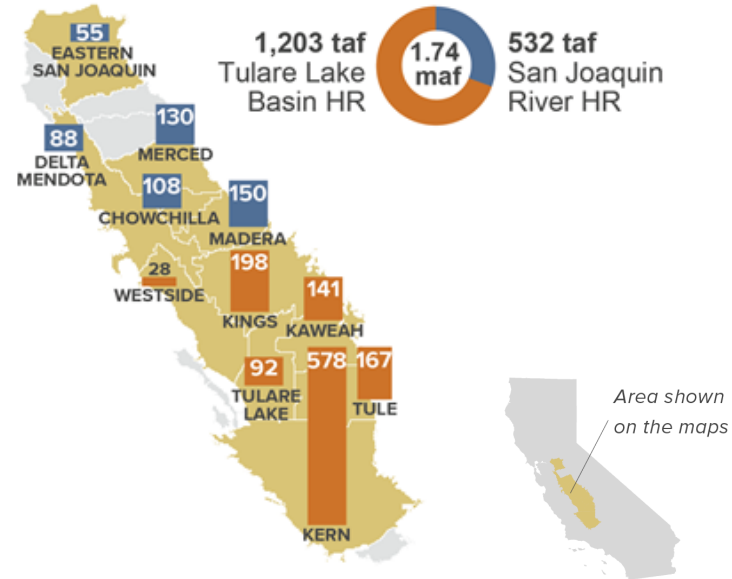 55
EASTERN
SAN JOAQUIN
1,203 taf
Tulare Lake
Basin HR
1.74
maf
532 taf
San Joaquin
River HR
130
MERCED
88
DELTA
MENDOTA
108
CHOWCHILLA
150
MADERA
28
WESTSIDE
198
KINGS
141
KAWEAH
92
TULARE
LAKE
578
KERN
167
TULE
Area shown
on the maps